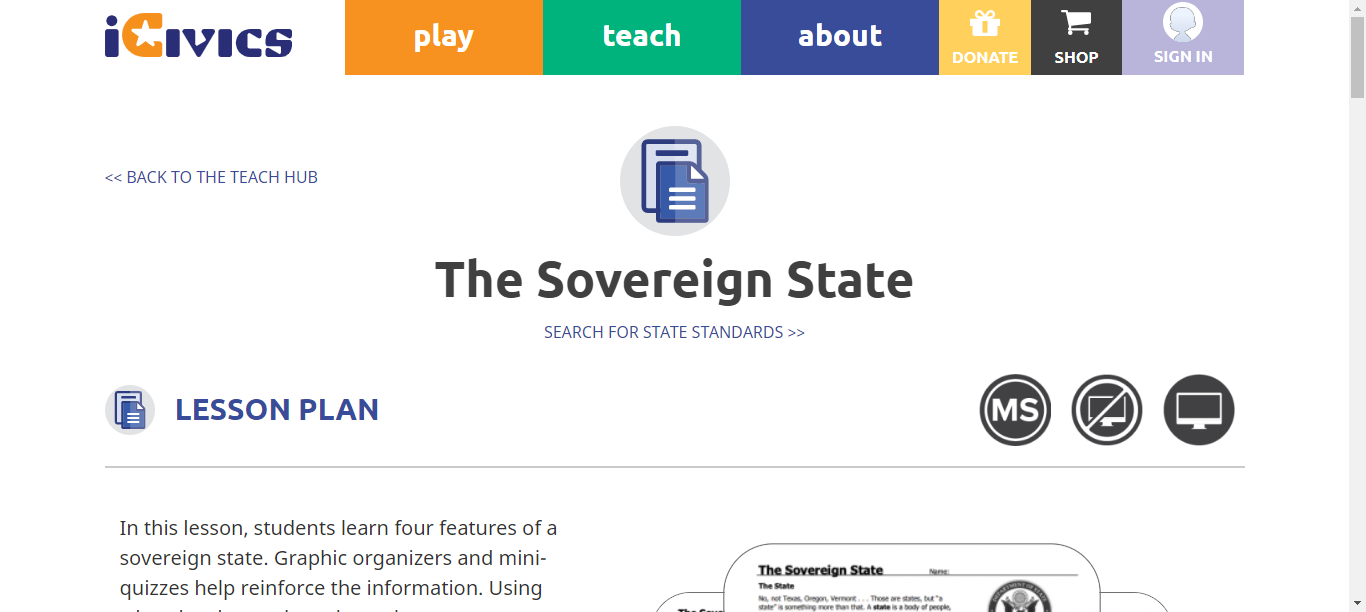 iCivics
play
teach
about
DONATE
SHOP
SIGN IN
<< BACK TO THE TEACH HUB
The Sovereign State
SEARCH FOR STATE STANDARDS >>
LESSON PLAN
MS
In this lesson, students learn four features of a
sovereign state. Graphic organizers and mini-
quizzes help reinforce the information. Using
The Sovereign State
Name:
The State
No, not Texas, Oregon, Vermont . . . Those are states, but "a
state" is something more than that. A state is a body of people,
The Sove